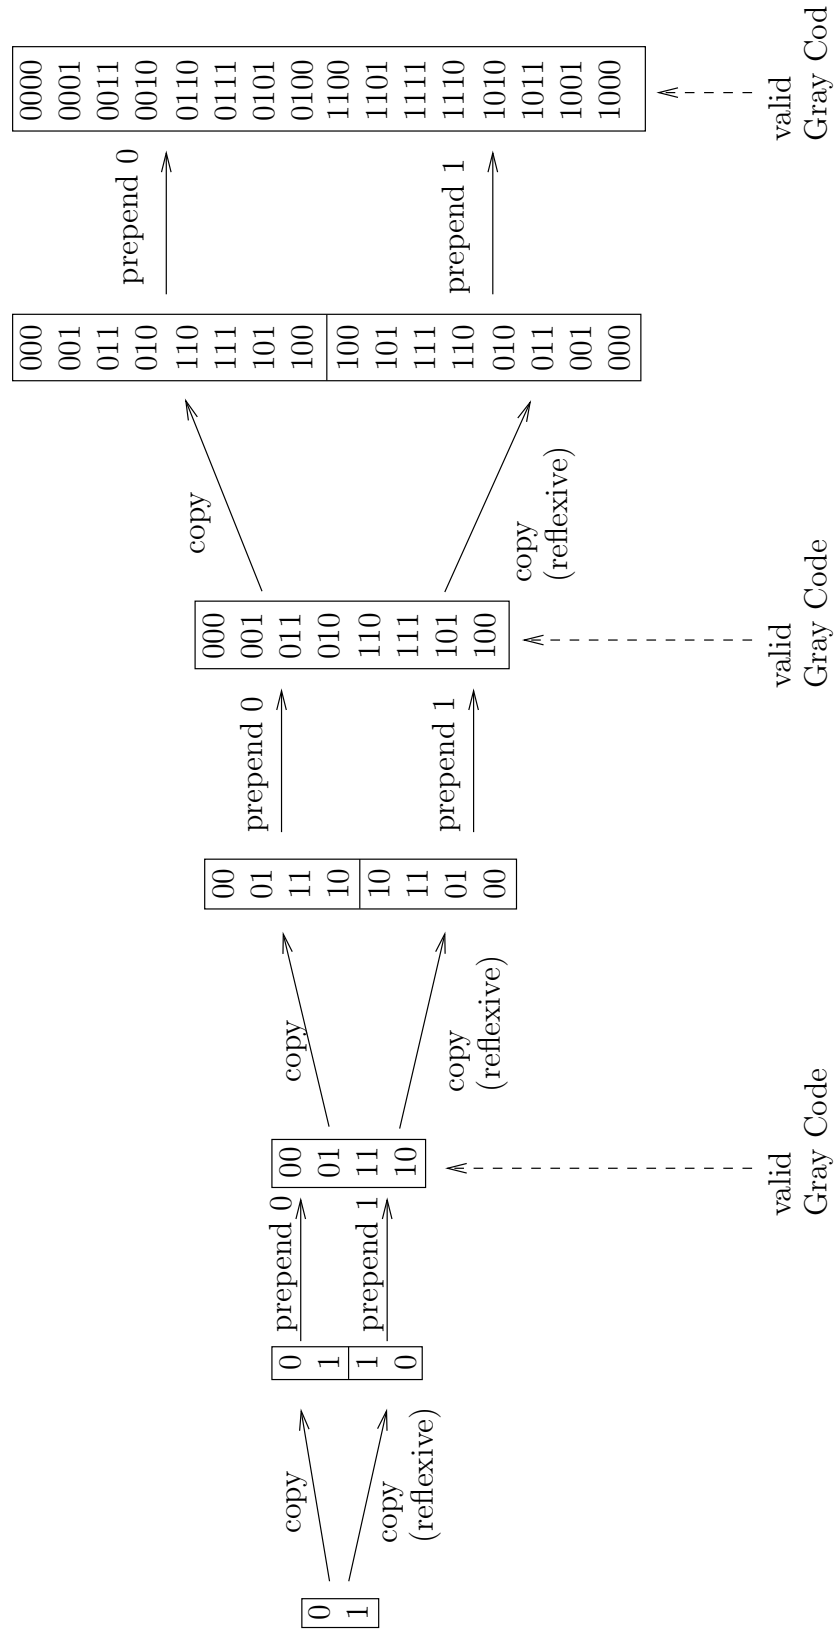 0
1
copy
copy
(reflexive)
0
1
1
0
prepend 0
prepend 1
00
01
11
10
valid
Gray Code
copy
copy
(reflexive)
00
01
11
10
10
11
01
00
prepend 0
prepend 1
000
001
011
010
110
111
101
100
valid
Gray Code
copy
copy
(reflexive)
000
001
011
010
110
111
101
100
100
101
111
110
010
011
001
000
prepend 0
prepend 1
0000
0001
0011
0010
0110
0111
0101
0100
1100
1101
1111
1110
1010
1011
1001
1000
valid
Gray Cod